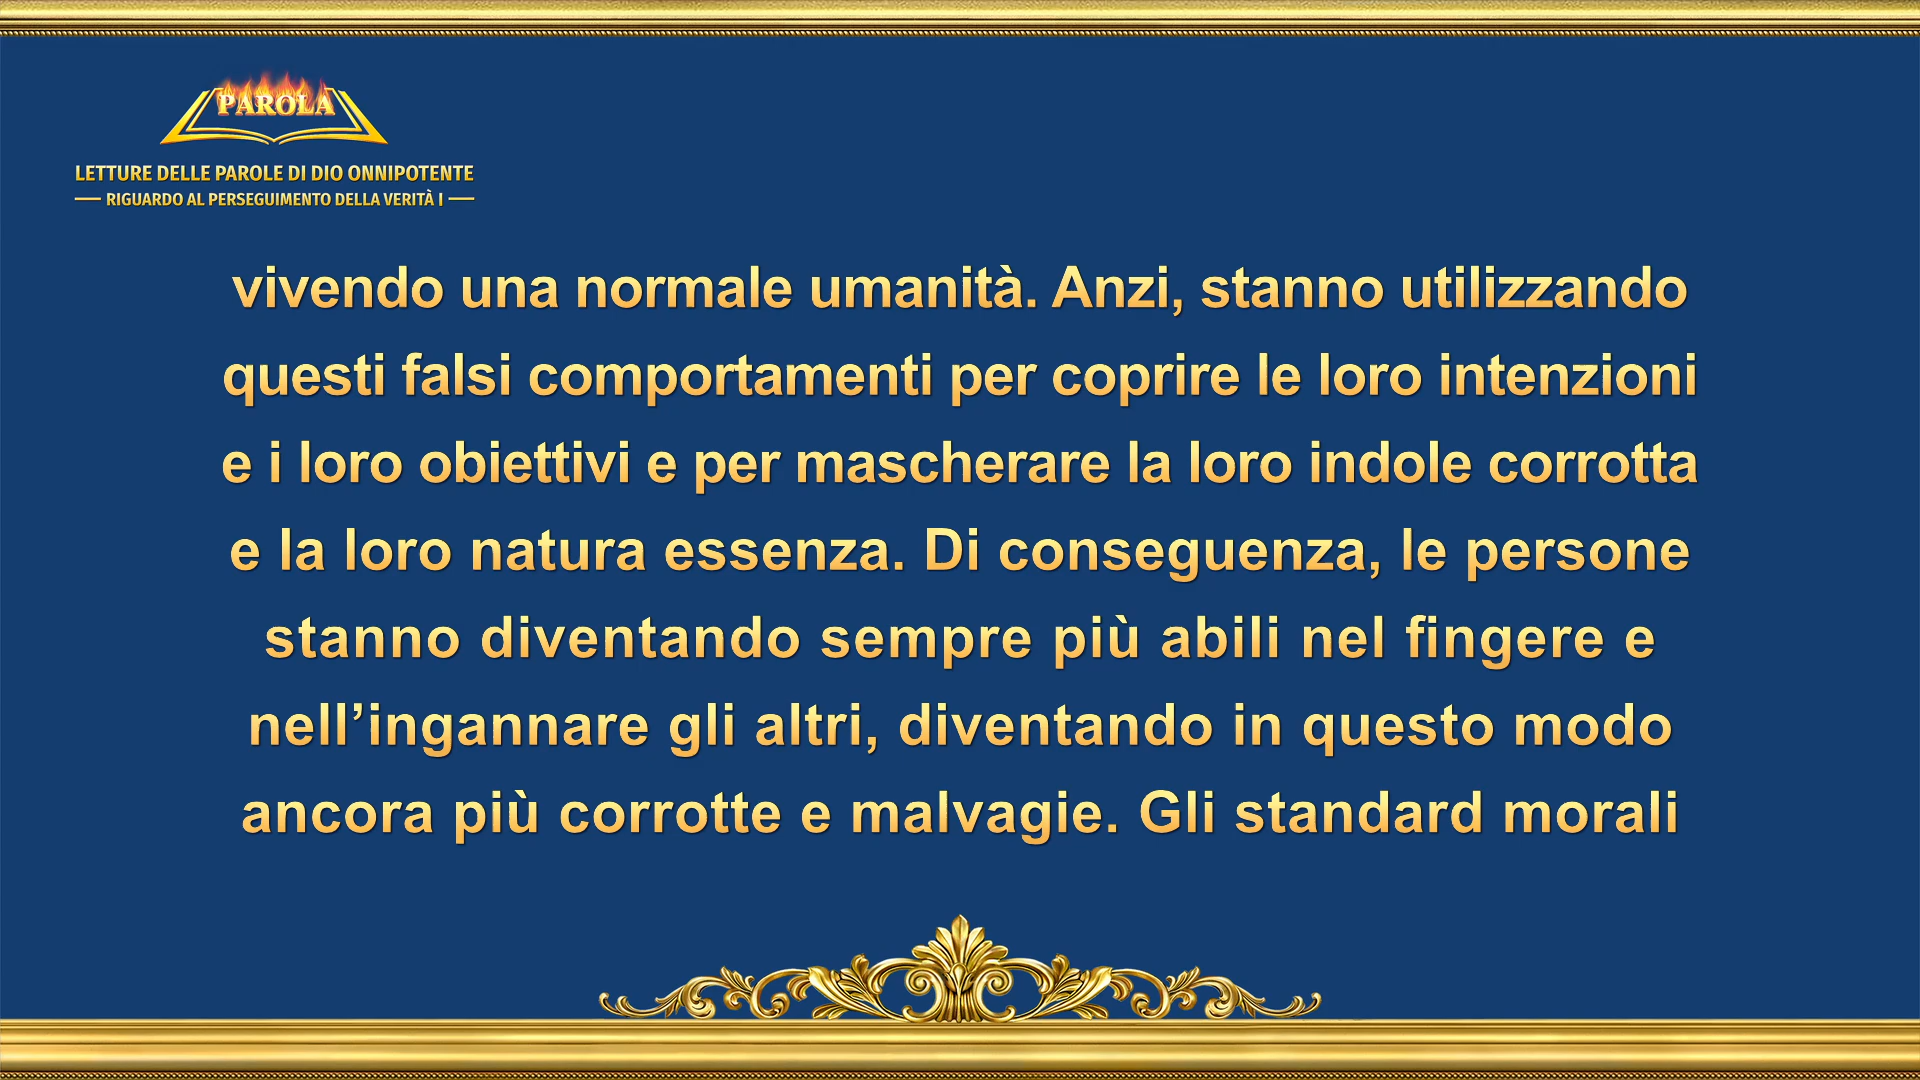 PAROLA
LETTURE DELLE PAROLE DI DIO ONNIPOTENTE
RIGUARDO AL PERSEGUIMENTO DELLA VERITÀ I
vivendo una normale umanità. Anzi, stanno utilizzando
questi falsi comportamenti per coprire le loro intenzioni
e i loro obiettivi e per mascherare la loro indole corrotta
e la loro natura essenza. Di conseguenza, le persone
stanno diventando sempre più abili nel fingere e
nell’ingannare gli altri, diventando in questo modo
ancora più corrotte e malvagie. Gli standard morali